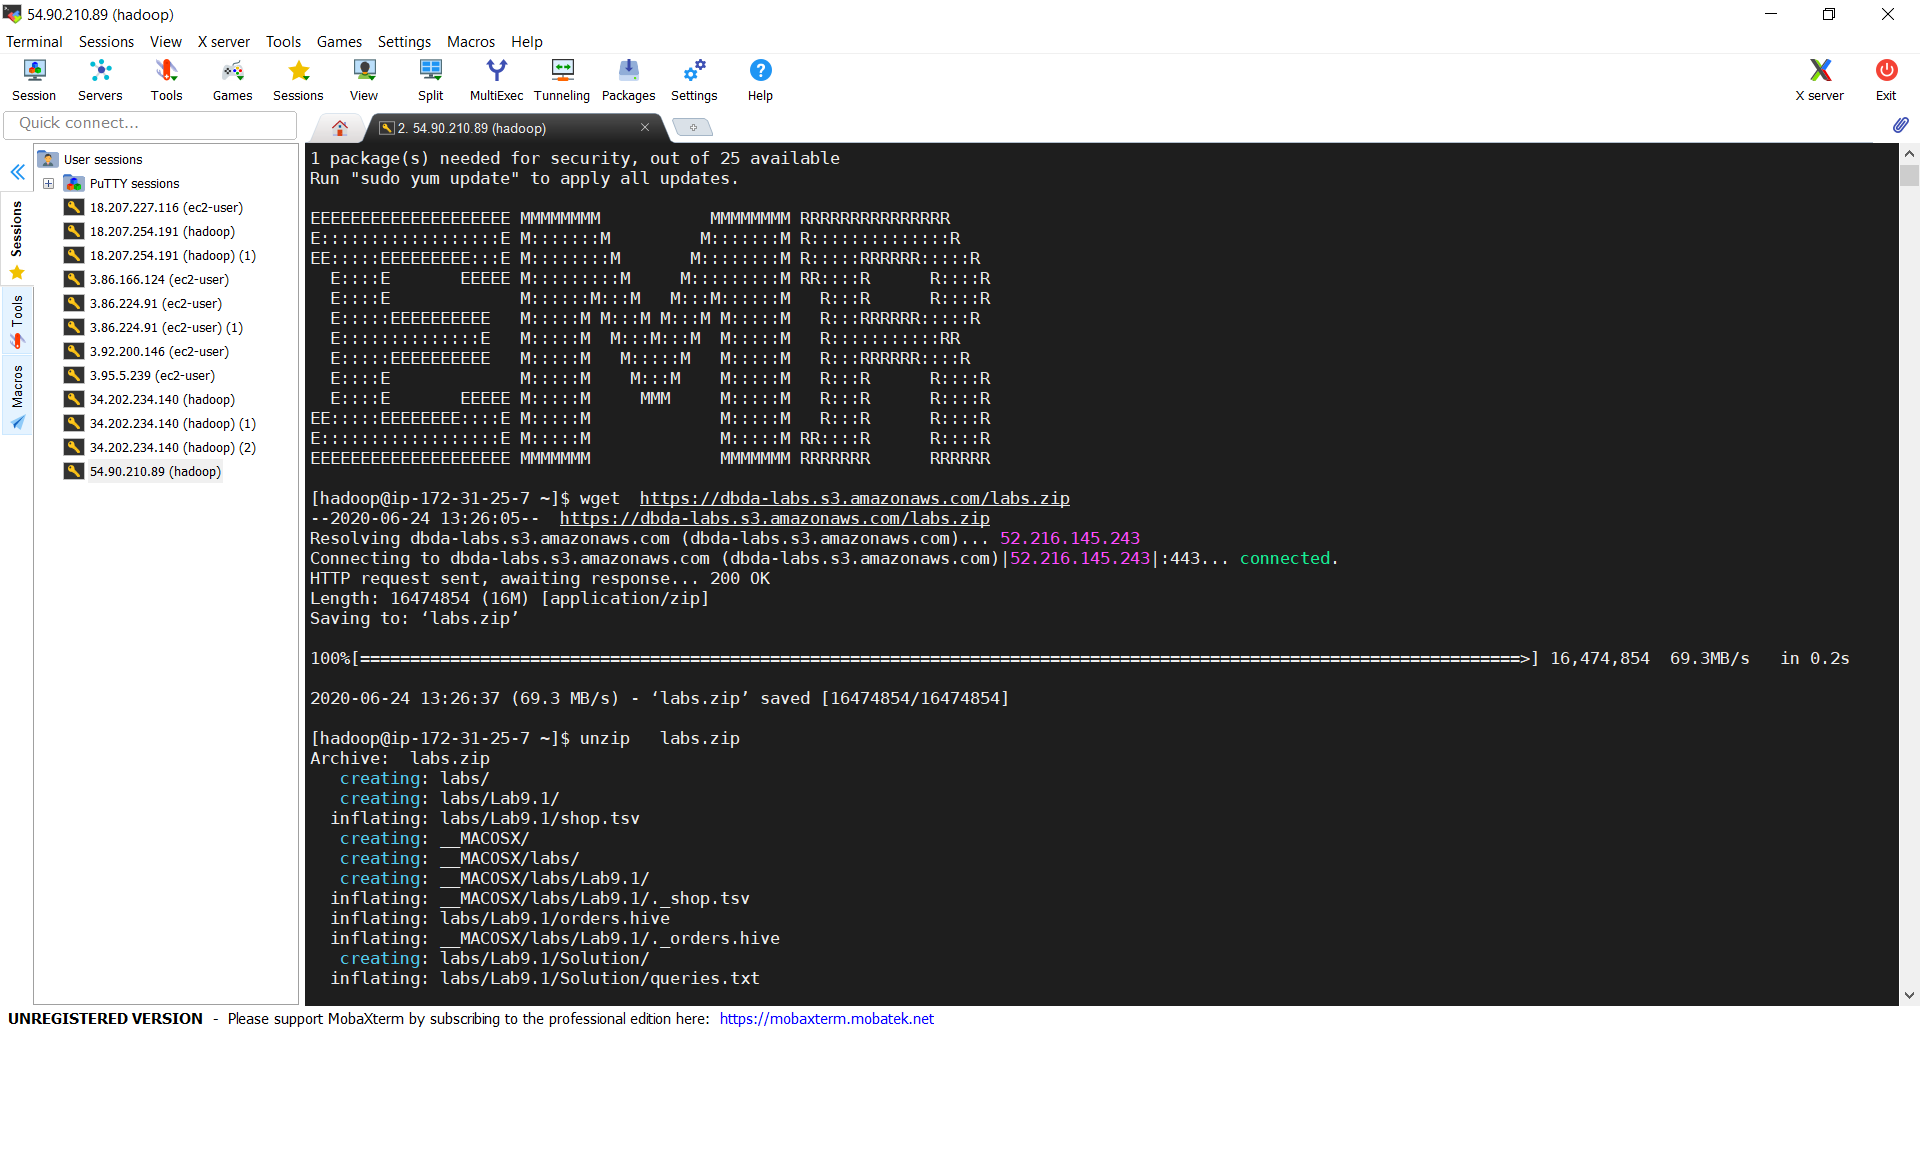 54.90.210.89 (hadoop)
Terminal Sessions View X server Tools Games Settings Macros Help
Session Servers Tools Games Sessions View Split MultiExec Tunneling Packages Settings Help X server Exit
Quick connect...
2. 54.90.210.89 (hadoop)
Sessions
Tools
Macros
User sessions
PuTTY sessions
18.207.227.116 (ec2-user)
18.207.254.191 (hadoop)
18.207.254.191 (hadoop) (1)
3.86.166.124 (ec2-user)
3.86.224.91 (ec2-user)
3.86.224.91 (ec2-user) (1)
3.92.200.146 (ec2-user)
3.95.5.239 (ec2-user)
34.202.234.140 (hadoop)
34.202.234.140 (hadoop) (1)
34.202.234.140 (hadoop) (2)
54.90.210.89 (hadoop)
1 package(s) needed for security, out of 25 available
Run "sudo yum update" to apply all updates.
EEEEEEEEEEEEEEEEEEEE MMMMMMMM           MMMMMMMM RRRRRRRRRRRRRRR
E::::::::::::::::::E M:::::::M         M:::::::M R::::::::::::::R
EE:::::EEEEEEEEE:::E M::::::::M       M::::::::M R:::::RRRRRR:::::R
  E::::E       EEEEE M:::::::::M     M:::::::::M RR::::R      R::::R
  E::::E             M::::::M:::M   M:::M::::::M   R:::R      R::::R
  E:::::EEEEEEEEEE   M:::::M M:::M M:::M M:::::M   R:::RRRRRR:::::R
  E::::::::::::::E   M:::::M  M:::M:::M  M:::::M   R:::::::::::RR
  E:::::EEEEEEEEEE   M:::::M   M:::::M   M:::::M   R:::RRRRRR::::R
  E::::E             M:::::M    M:::M    M:::::M   R:::R      R::::R
  E::::E       EEEEE M:::::M     MMM     M:::::M   R:::R      R::::R
EE:::::EEEEEEEE::::E M:::::M             M:::::M   R:::R      R::::R
E::::::::::::::::::E M:::::M             M:::::M RR::::R      R::::R
EEEEEEEEEEEEEEEEEEEE MMMMMMM             MMMMMMM RRRRRRR      RRRRRR
[hadoop@ip-172-31-25-7 ~]$ wget  https://dbda-labs.s3.amazonaws.com/labs.zip
--2020-06-24 13:26:05--  https://dbda-labs.s3.amazonaws.com/labs.zip
Resolving dbda-labs.s3.amazonaws.com (dbda-labs.s3.amazonaws.com)... 52.216.145.243
Connecting to dbda-labs.s3.amazonaws.com (dbda-labs.s3.amazonaws.com)|52.216.145.243|:443... connected.
HTTP request sent, awaiting response... 200 OK
Length: 16474854 (16M) [application/zip]
Saving to: ‘labs.zip’
100%[====================================================================================================================>] 16,474,854  69.3MB/s   in 0.2s
2020-06-24 13:26:37 (69.3 MB/s) - ‘labs.zip’ saved [16474854/16474854]
[hadoop@ip-172-31-25-7 ~]$ unzip   labs.zip
Archive:  labs.zip
   creating: labs/
   creating: labs/Lab9.1/
  inflating: labs/Lab9.1/shop.tsv
   creating: __MACOSX/
   creating: __MACOSX/labs/
   creating: __MACOSX/labs/Lab9.1/
  inflating: __MACOSX/labs/Lab9.1/._shop.tsv
  inflating: labs/Lab9.1/orders.hive
  inflating: __MACOSX/labs/Lab9.1/._orders.hive
   creating: labs/Lab9.1/Solution/
  inflating: labs/Lab9.1/Solution/queries.txt
UNREGISTERED VERSION - Please support MobaXterm by subscribing to the professional edition here: https://mobaxterm.mobatek.net